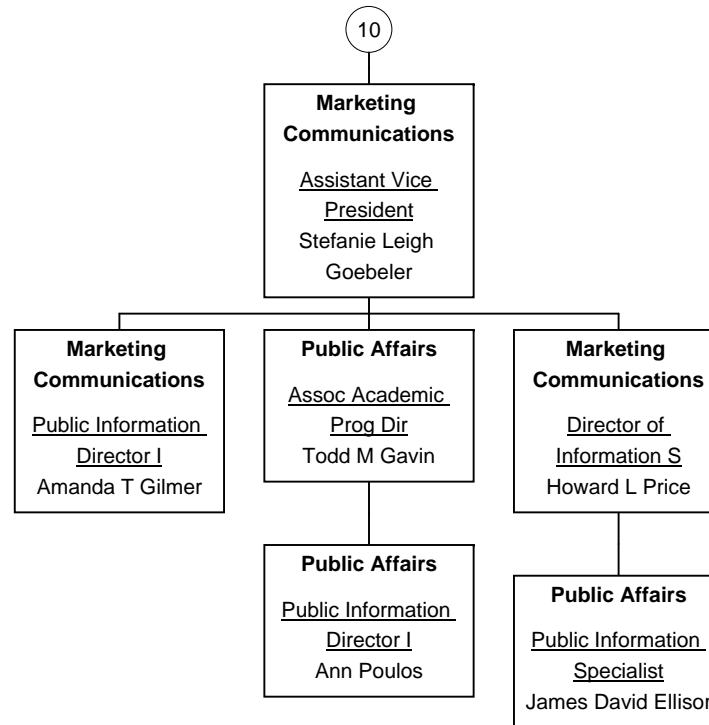 10
Marketing
Communications
Assistant Vice
President
Stefanie Leigh
Goebeler
Marketing
Communications
Public Information
Director I
Amanda T Gilmer
Public Affairs
Assoc Academic
Prog Dir
Todd M Gavin
Marketing
Communications
Director of
Information S
Howard L Price
Public Affairs
Public Information
Director I
Ann Poulos
Public Affairs
Public Information
Specialist
James David Ellison